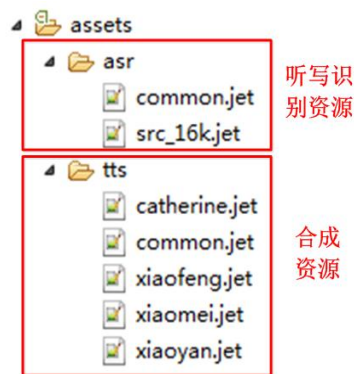 assets
asr
common.jet
src_16k.jet
听写识
别资源
tts
catherine.jet
common.jet
xiaofeng.jet
xiaomei.jet
xiaoyan.jet
合成
资源